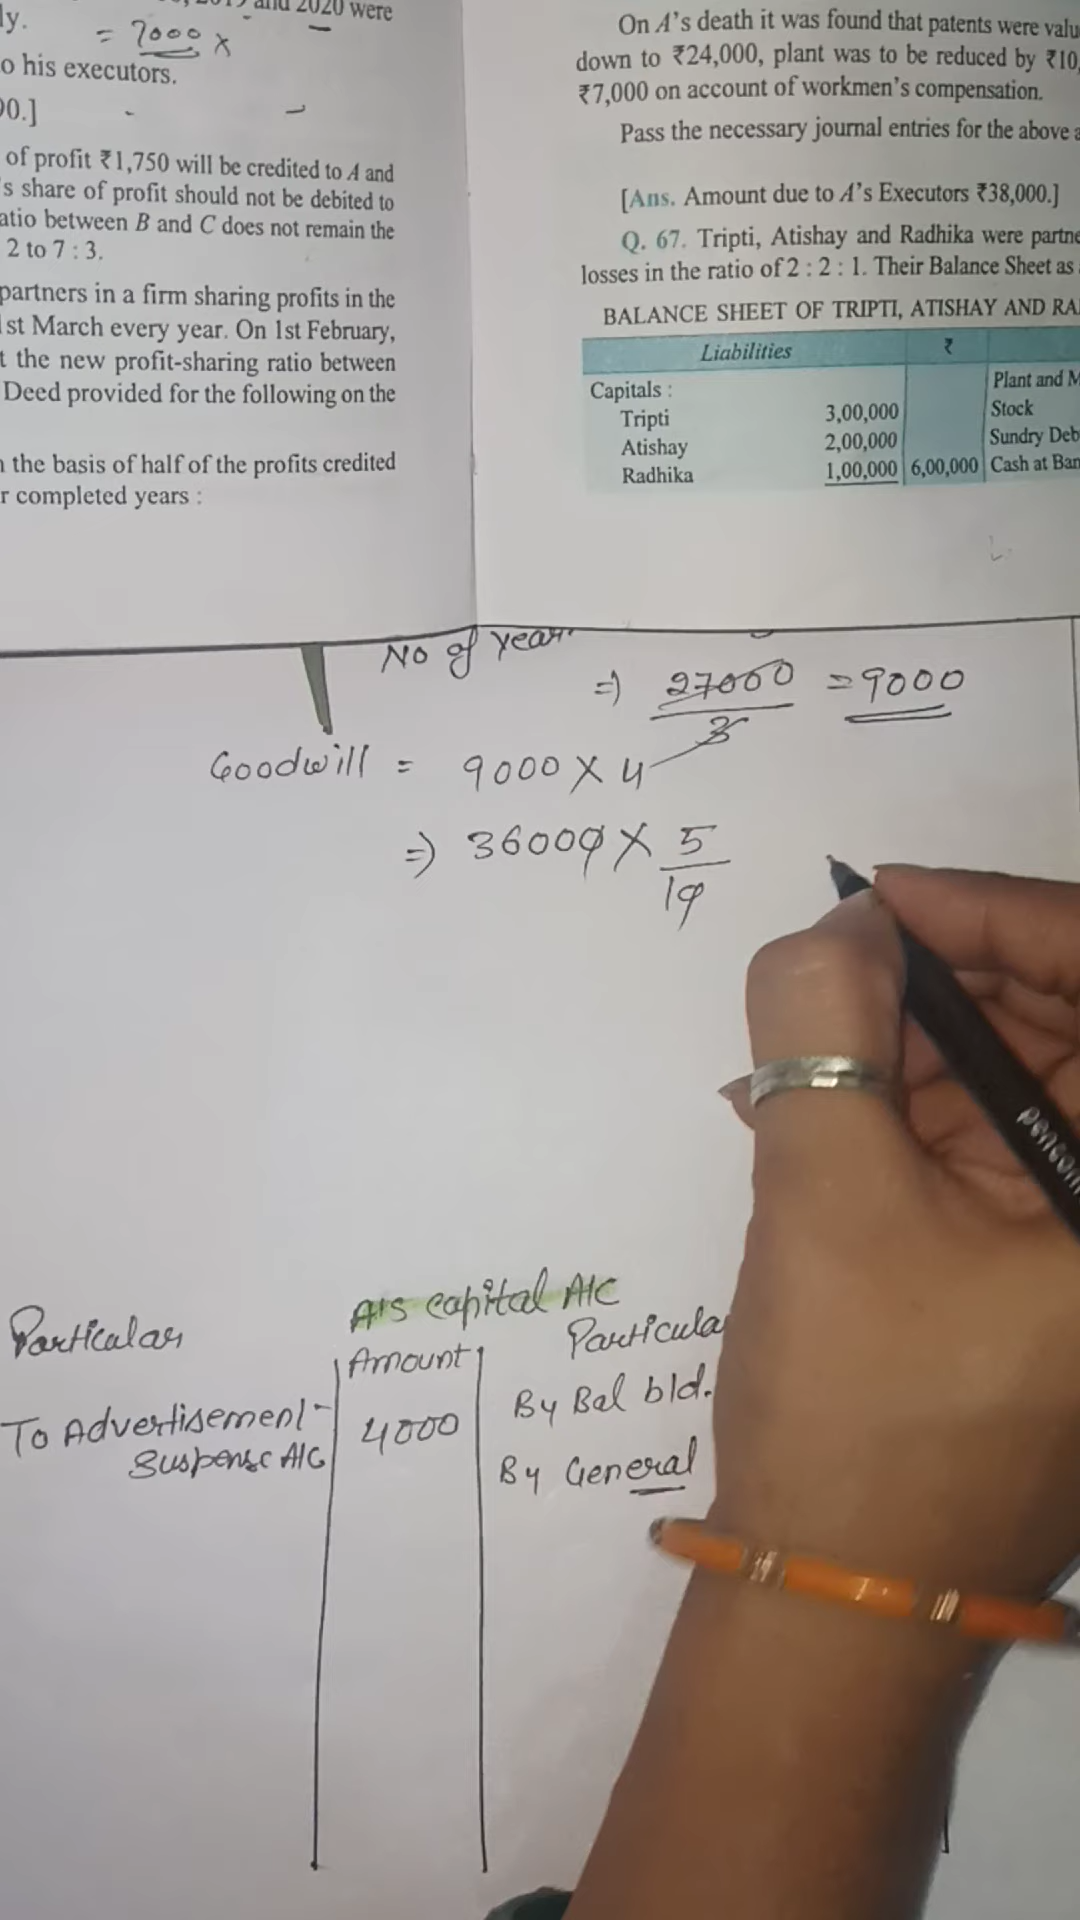 ly.
2019 and 2020 were
= 7000 x
o his executors.
00.]
of profit ₹1,750 will be credited to A and
's share of profit should not be debited to
atio between B and C does not remain the
2 to 7 : 3.
partners in a firm sharing profits in the
1st March every year. On 1st February,
t the new profit-sharing ratio between
Deed provided for the following on the
n the basis of half of the profits credited
r completed years :
On A's death it was found that patents were valu
down to ₹24,000, plant was to be reduced by ₹10,
₹7,000 on account of workmen's compensation.
Pass the necessary journal entries for the above a
[Ans. Amount due to A's Executors ₹38,000.]
Q. 67. Tripti, Atishay and Radhika were partne
losses in the ratio of 2 : 2 : 1. Their Balance Sheet as
BALANCE SHEET OF TRIPTI, ATISHAY AND RA
Liabilities ₹
Capitals : Plant and M
Tripti 3,00,000 Stock
Atishay 2,00,000 Sundry Deb
Radhika 1,00,000 6,00,000 Cash at Ban
No of year
=) 27000/3 = 9000
Goodwill = 9000 X 4
=) 36000 X 5/10
pencom
A's capital A/C
Particular Amount Particula
To Advertisement 4000 By Bal b/d.
Suspense A/C By General